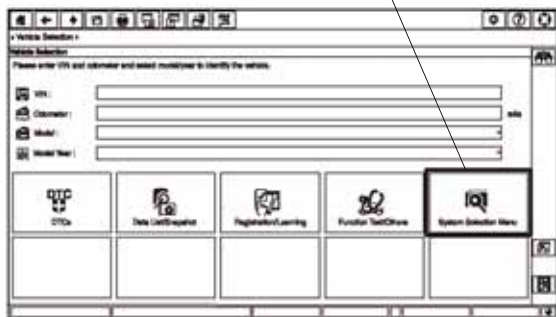 • Vehicle Selection •
Vehicle Selection
Please enter VIN and odometer and select model/year to identify the vehicle.
VIN :
Odometer :
Model :
Model Year :
DTC
DTCs
Data List/Snapshot
Registration/Learning
Function Test/Others
System Selection Menu